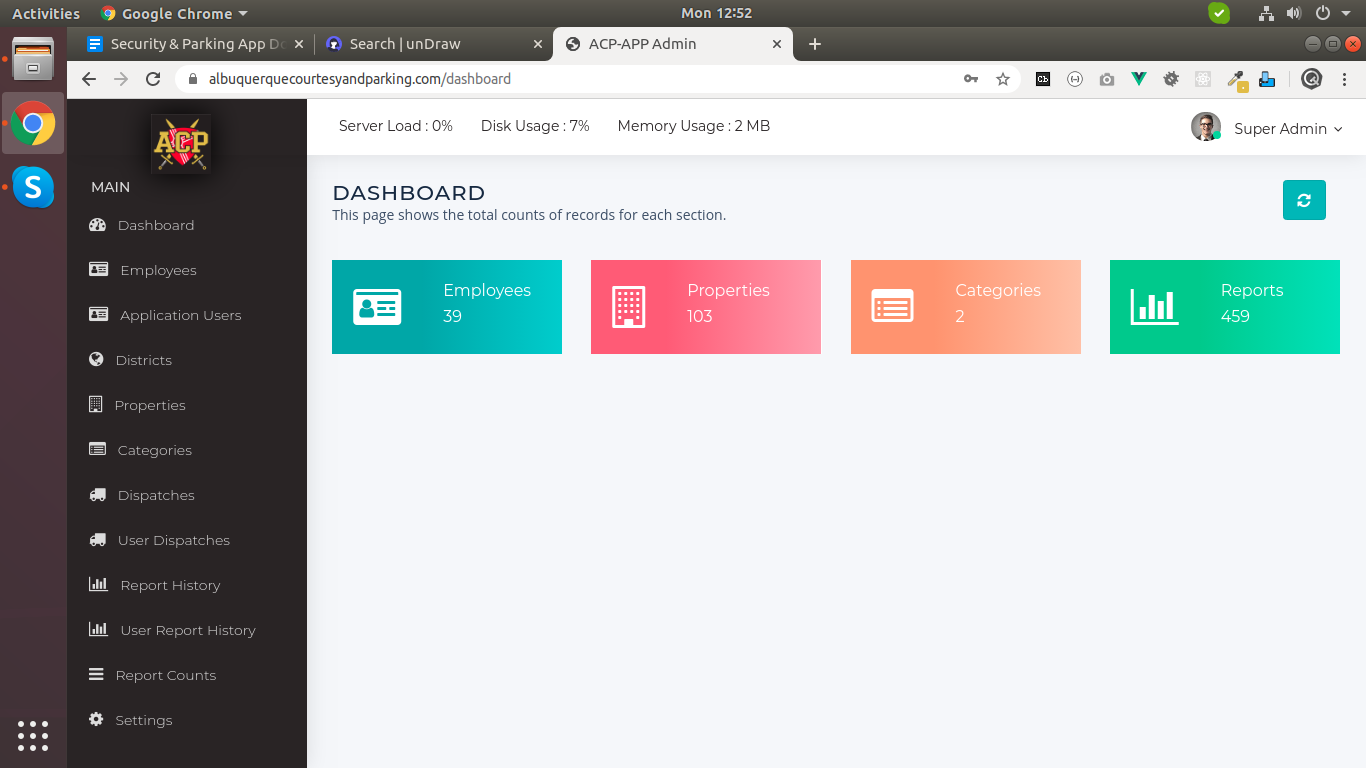 Activities Google Chrome Mon 12:52
Security & Parking App Do Search | unDraw ACP-APP Admin
albuquerquecourtesyandparking.com/dashboard
ACP
Server Load : 0% Disk Usage : 7% Memory Usage : 2 MB Super Admin
MAIN
Dashboard
Employees
Application Users
Districts
Properties
Categories
Dispatches
User Dispatches
Report History
User Report History
Report Counts
Settings
DASHBOARD
This page shows the total counts of records for each section.
Employees
39
Properties
103
Categories
2
Reports
459